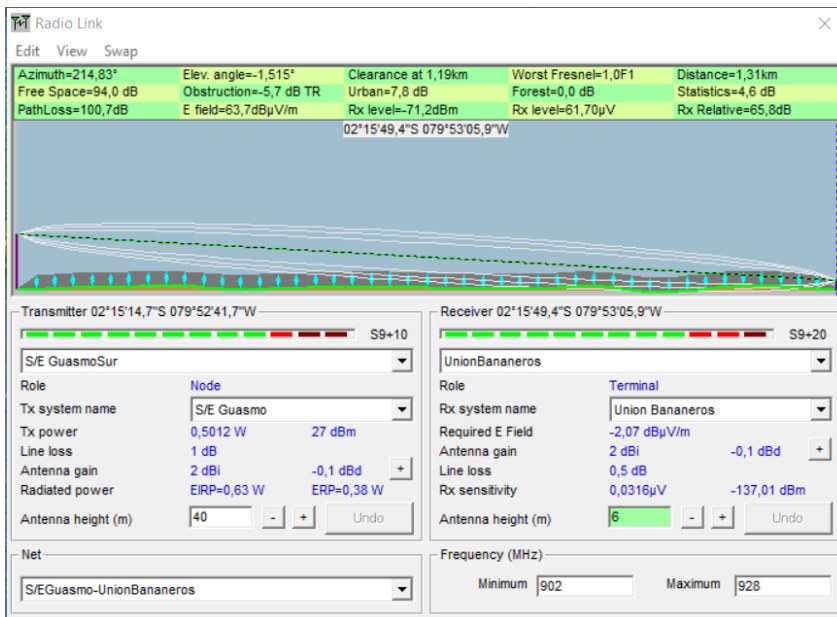 Radio Link
Edit View Swap
Azimuth=214,83° Elev. angle=-1,515° Clearance at 1,19km Worst Fresnel=1,0F1 Distance=1,31km
Free Space=94,0 dB Obstruction=-5,7 dB TR Urban=7,8 dB Forest=0,0 dB Statistics=4,6 dB
PathLoss=100,7dB E field=63,7dBµV/m Rx level=-71,2dBm Rx level=61,70µV Rx Relative=65,8dB
02°15'49,4"S 079°53'05,9"W
Transmitter 02°15'14,7"S 079°52'41,7"W
S9+10
S/E GuasmoSur
Role Node
Tx system name S/E Guasmo
Tx power 0,5012 W 27 dBm
Line loss 1 dB
Antenna gain 2 dBi -0,1 dBd +
Radiated power EIRP=0,63 W ERP=0,38 W
Antenna height (m) 40 - + Undo
Net
S/EGuasmo-UnionBananeros
Receiver 02°15'49,4"S 079°53'05,9"W
S9+20
UnionBananeros
Role Terminal
Rx system name Union Bananeros
Required E Field -2,07 dBµV/m
Antenna gain 2 dBi -0,1 dBd +
Line loss 0,5 dB
Rx sensitivity 0,0316µV -137,01 dBm
Antenna height (m) 6 - + Undo
Frequency (MHz)
Minimum 902 Maximum 928